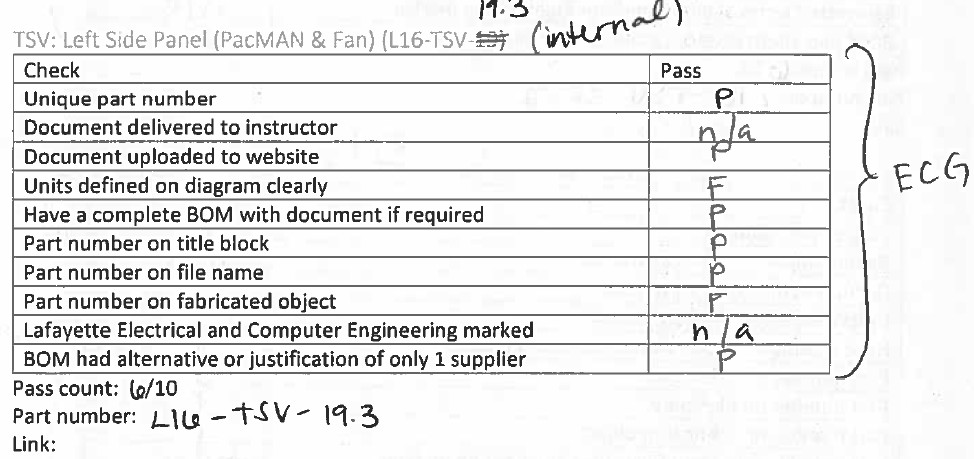 19.3
TSV: Left Side Panel (PacMAN & Fan) (L16-TSV-13) (internal)
Check Pass
Unique part number P
Document delivered to instructor n/a
Document uploaded to website P
Units defined on diagram clearly F
Have a complete BOM with document if required P
Part number on title block P
Part number on file name P
Part number on fabricated object F
Lafayette Electrical and Computer Engineering marked n/a
BOM had alternative or justification of only 1 supplier P
ECG
Pass count: 6/10
Part number: L16-TSV-19.3
Link: